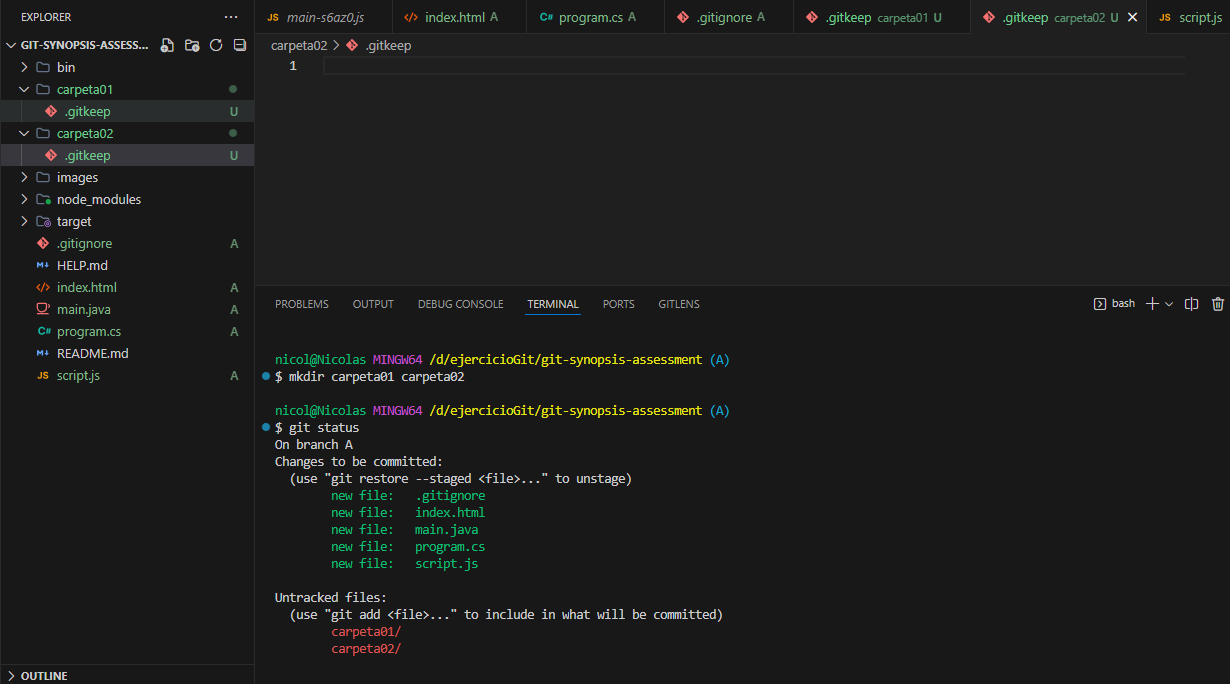 EXPLORER ...
GIT-SYNOPSIS-ASSESS...
bin
carpeta01
.gitkeep U
carpeta02
.gitkeep U
images
node_modules
target
.gitignore A
HELP.md
index.html A
main.java A
program.cs A
README.md
script.js A
OUTLINE
JS main-s6az0.js
index.html A
C# program.cs A
.gitignore A
.gitkeep carpeta01 U
.gitkeep carpeta02 U
JS script.js
carpeta02 > .gitkeep
1
PROBLEMS OUTPUT DEBUG CONSOLE TERMINAL PORTS GITLENS
bash
nicol@Nicolas MINGW64 /d/ejercicioGit/git-synopsis-assessment (A)
$ mkdir carpeta01 carpeta02
nicol@Nicolas MINGW64 /d/ejercicioGit/git-synopsis-assessment (A)
$ git status
On branch A
Changes to be committed:
(use "git restore --staged <file>..." to unstage)
new file: .gitignore
new file: index.html
new file: main.java
new file: program.cs
new file: script.js
Untracked files:
(use "git add <file>..." to include in what will be committed)
carpeta01/
carpeta02/